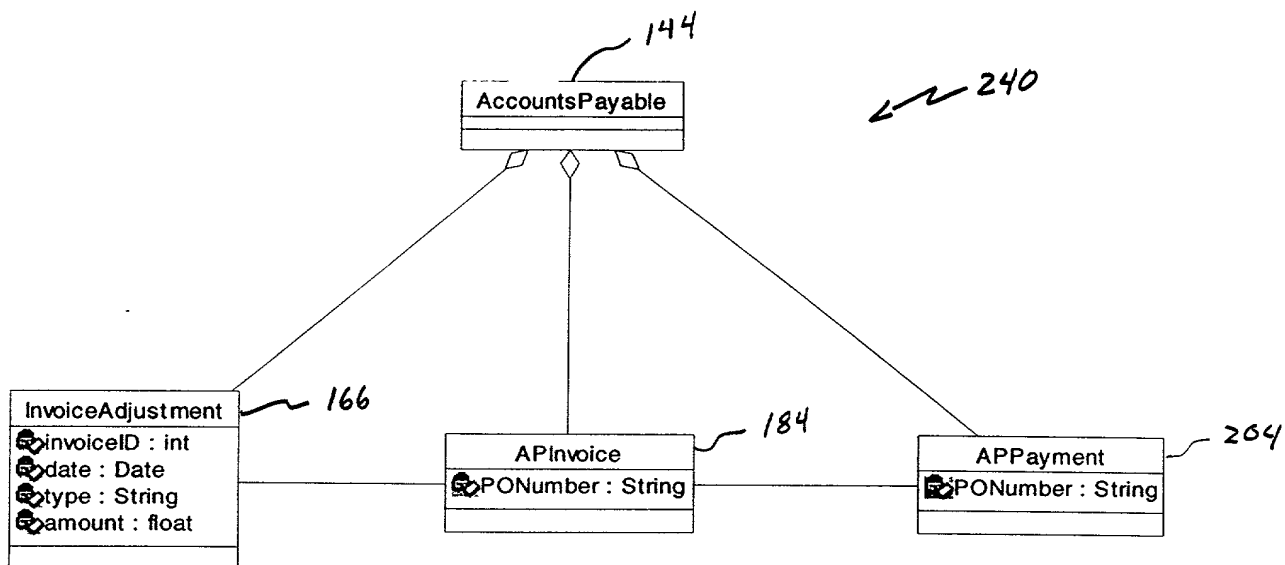 144
AccountsPayable
240
InvoiceAdjustment
166
invoiceID : int
date : Date
type : String
amount : float
APInvoice
184
PONumber : String
APPayment
204
PONumber : String